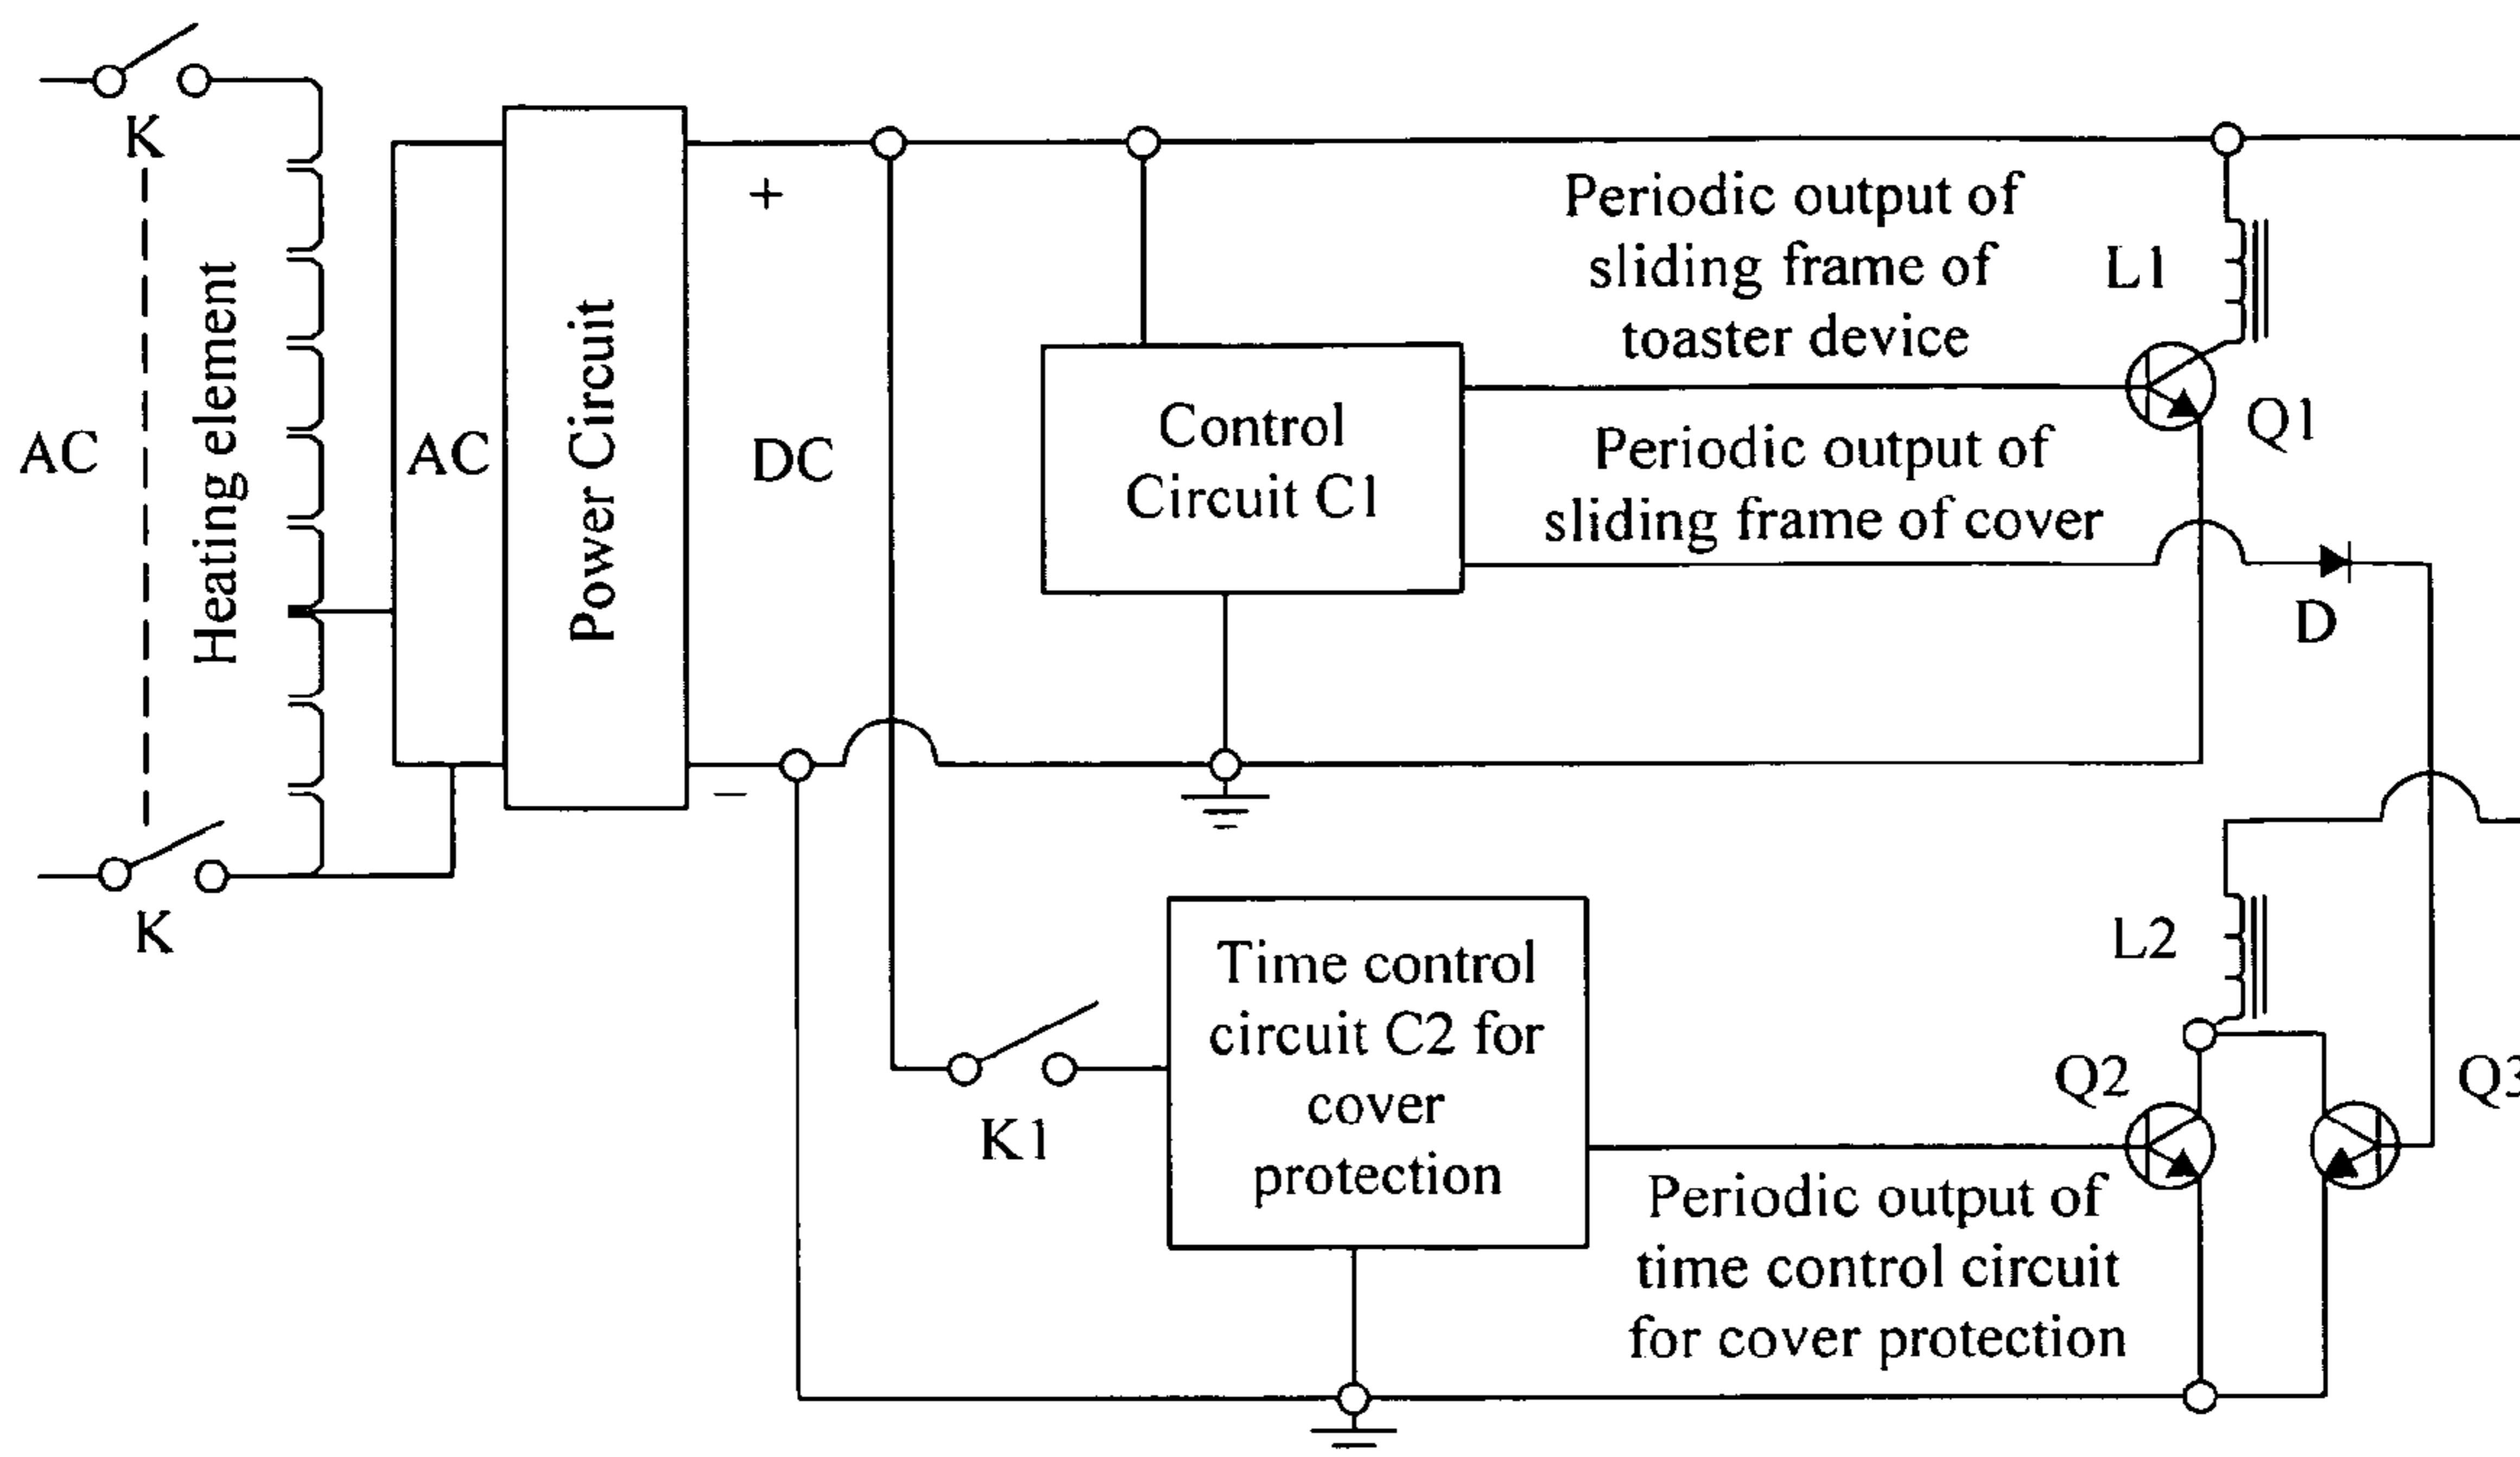 K
AC
Heating element
K
AC
Power Circuit
+
DC
−
Control
Circuit C1
Periodic output of
sliding frame of
toaster device
L1
Q1
Periodic output of
sliding frame of cover
D
K1
Time control
circuit C2 for
cover
protection
L2
Q2
Q3
Periodic output of
time control circuit
for cover protection